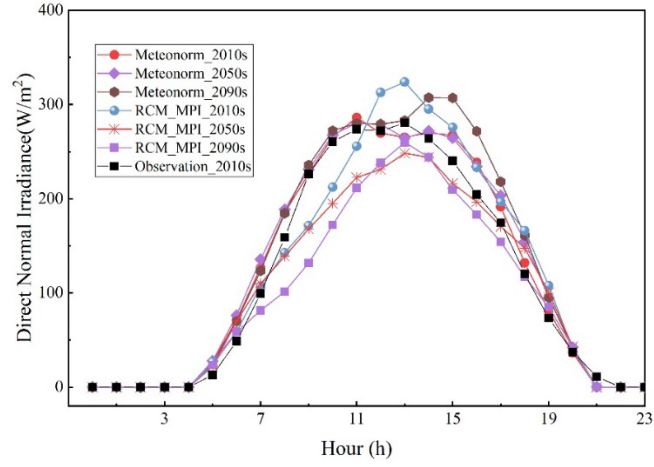 400
300
200
100
0
Direct Normal Irradiance(W/m²)
Meteonorm_2010s
Meteonorm_2050s
Meteonorm_2090s
RCM_MPI_2010s
RCM_MPI_2050s
RCM_MPI_2090s
Observation_2010s
3 7 11 15 19 23
Hour (h)